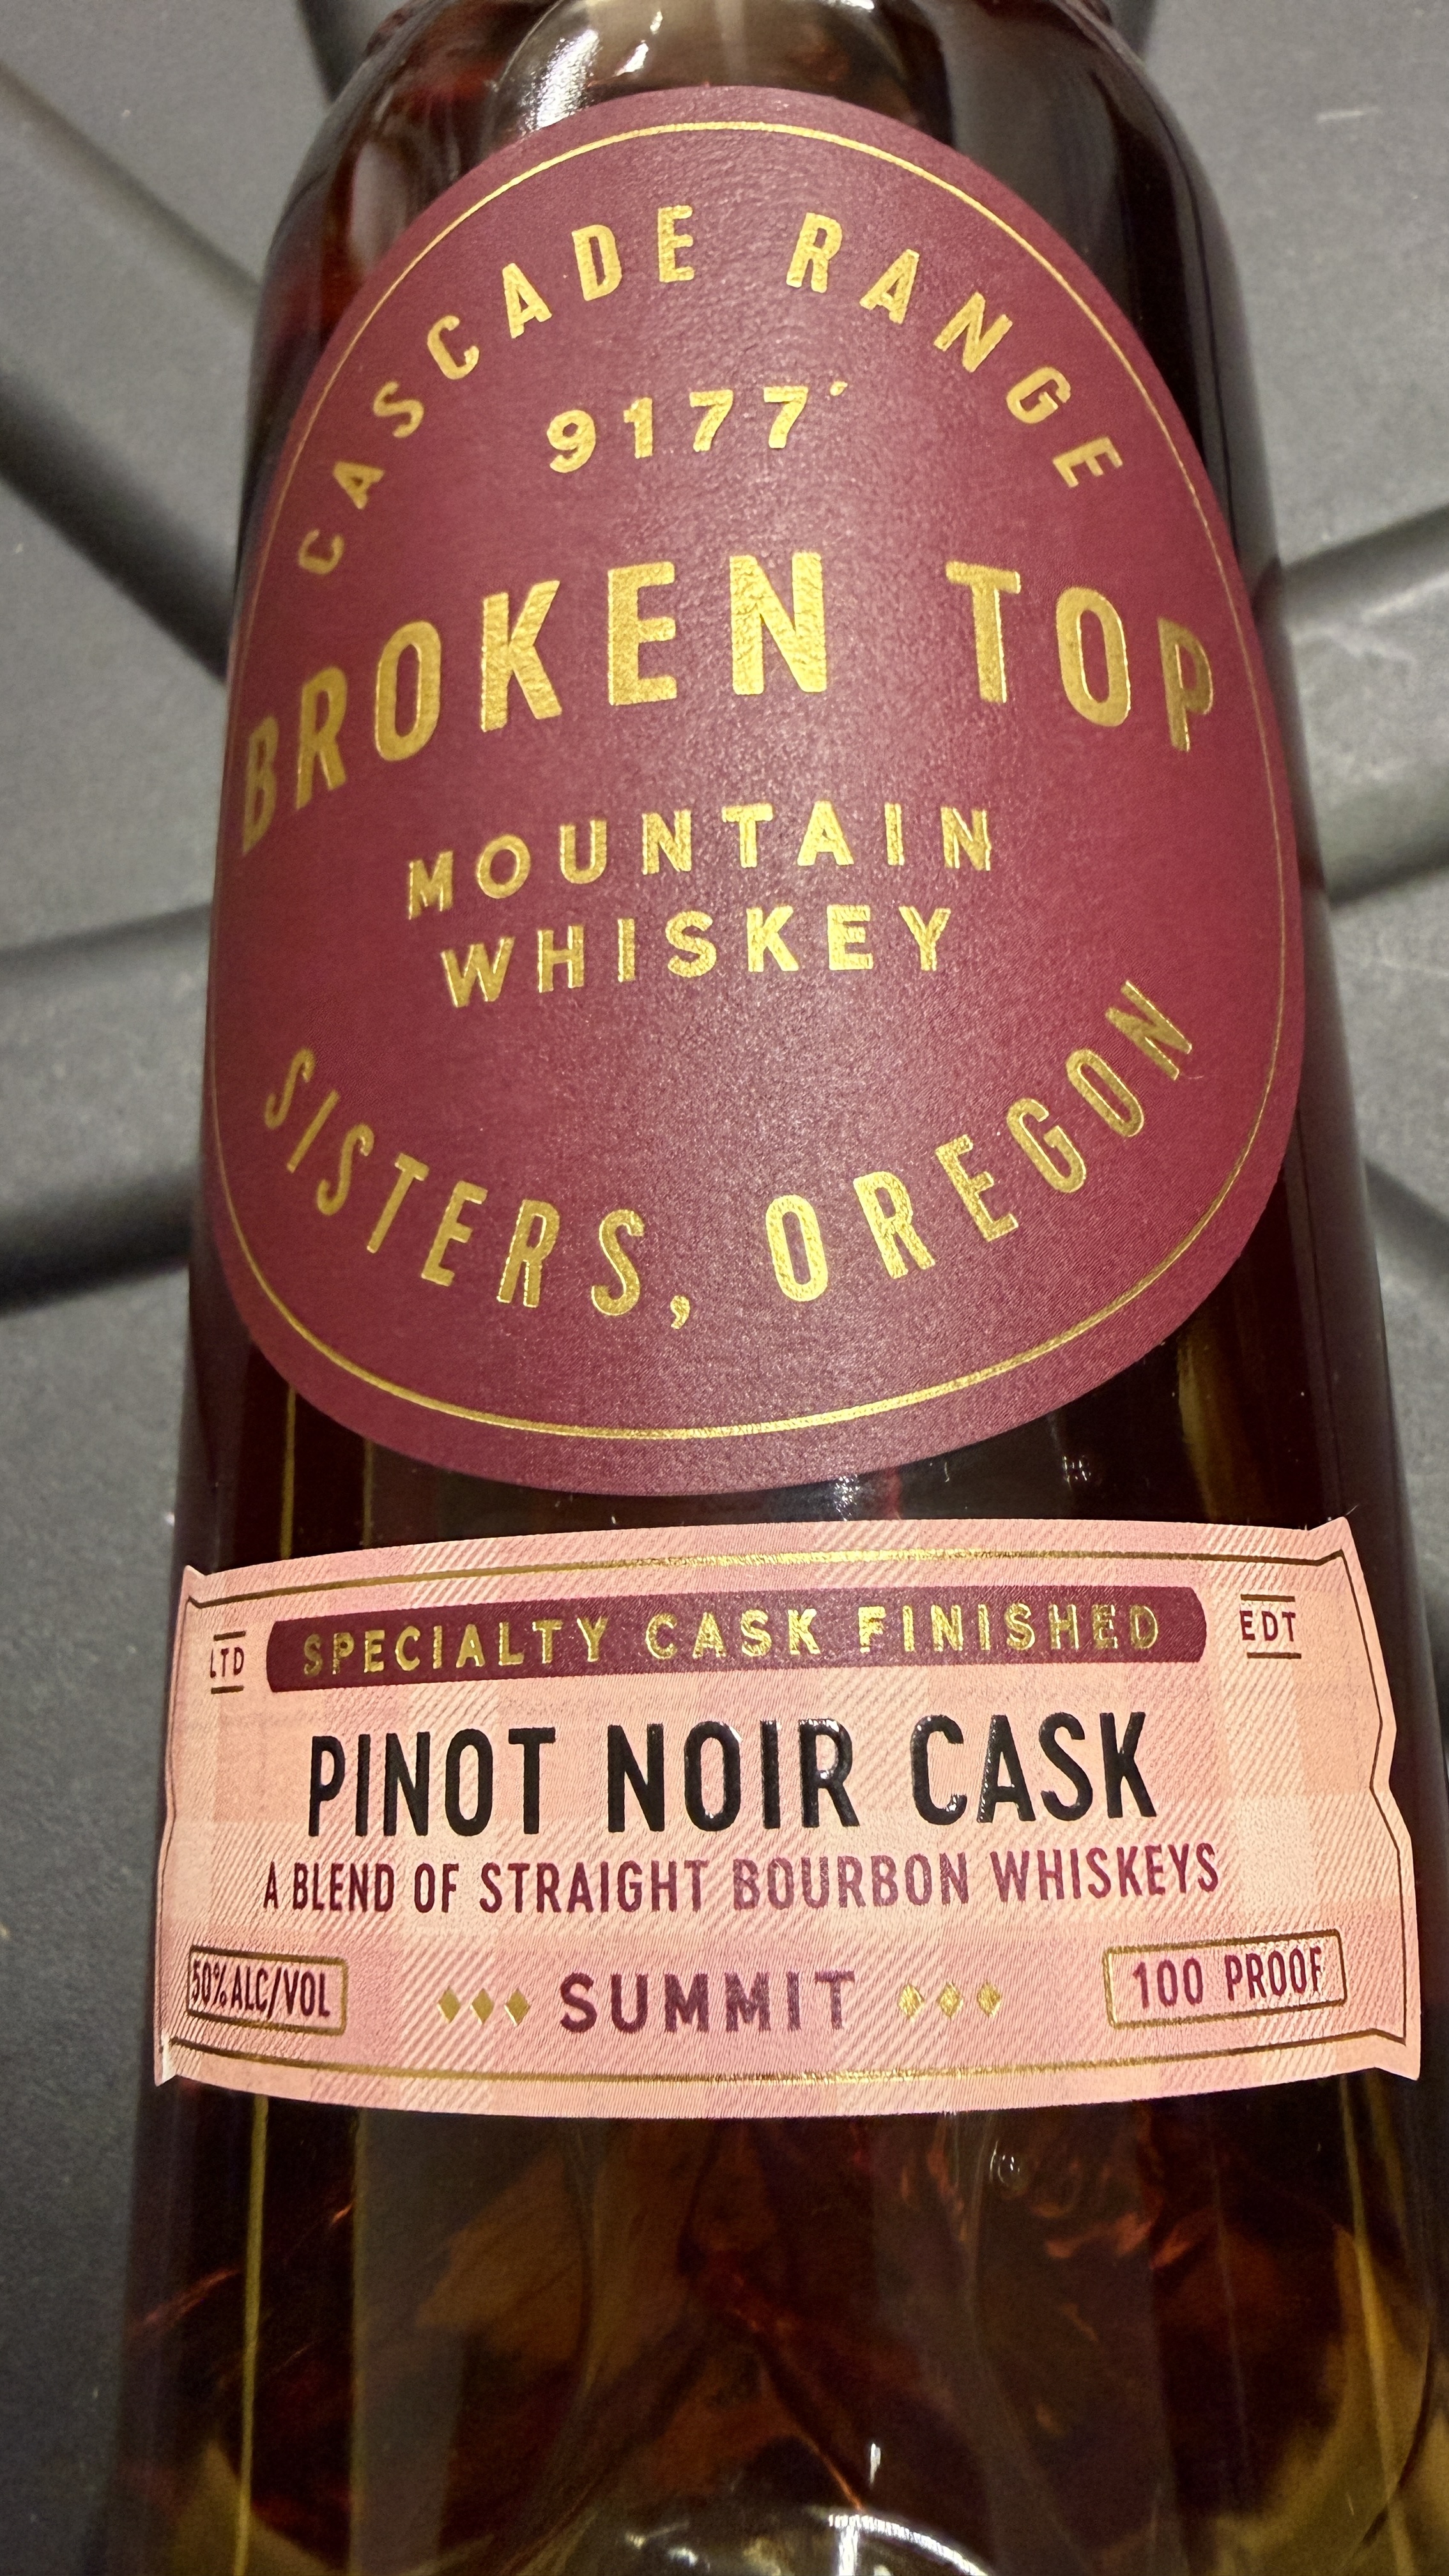 CASCADE RANGE
9177'
BROKEN TOP
MOUNTAIN
WHISKEY
SISTERS, OREGON
LTD SPECIALTY CASK FINISHED EDT
PINOT NOIR CASK
A BLEND OF STRAIGHT BOURBON WHISKEYS
50% ALC/VOL SUMMIT 100 PROOF